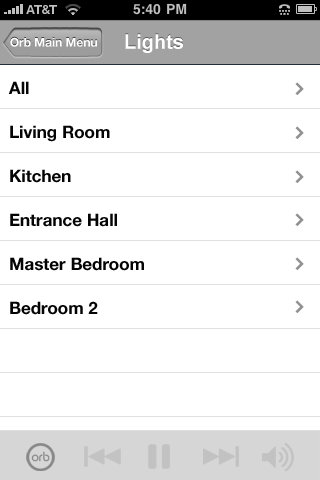 AT&T 5:40 PM
Orb Main Menu Lights
All
Living Room
Kitchen
Entrance Hall
Master Bedroom
Bedroom 2
orb